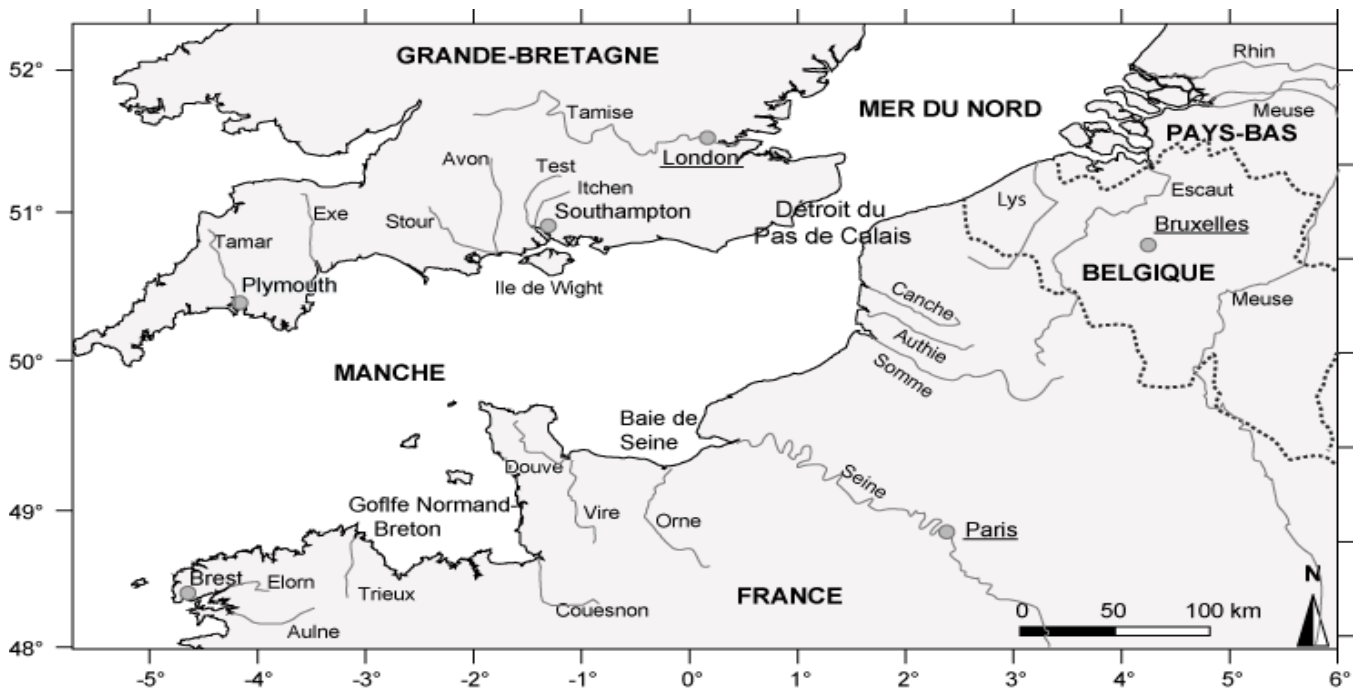 GRANDE-BRETAGNE
Rhin
52°
MER DU NORD
Tamise
Meuse
PAYS-BAS
London
Avon
Test
Itchen
Escaut
Lys
51°
Exe
Stour
Southampton
Détroit du
Pas de Calais
Bruxelles
Tamar
BELGIQUE
Plymouth
Ile de Wight
Canche
Meuse
Authie
50°
MANCHE
Somme
Baie de
Seine
Douve
Seine
49°
Goflfe Normand-
Breton
Vire
Orne
Paris
Brest
Elorn
Trieux
FRANCE
N
Couesnon
0 50 100 km
Aulne
48°
-5° -4° -3° -2° -1° 0° 1° 2° 3° 4° 5° 6°